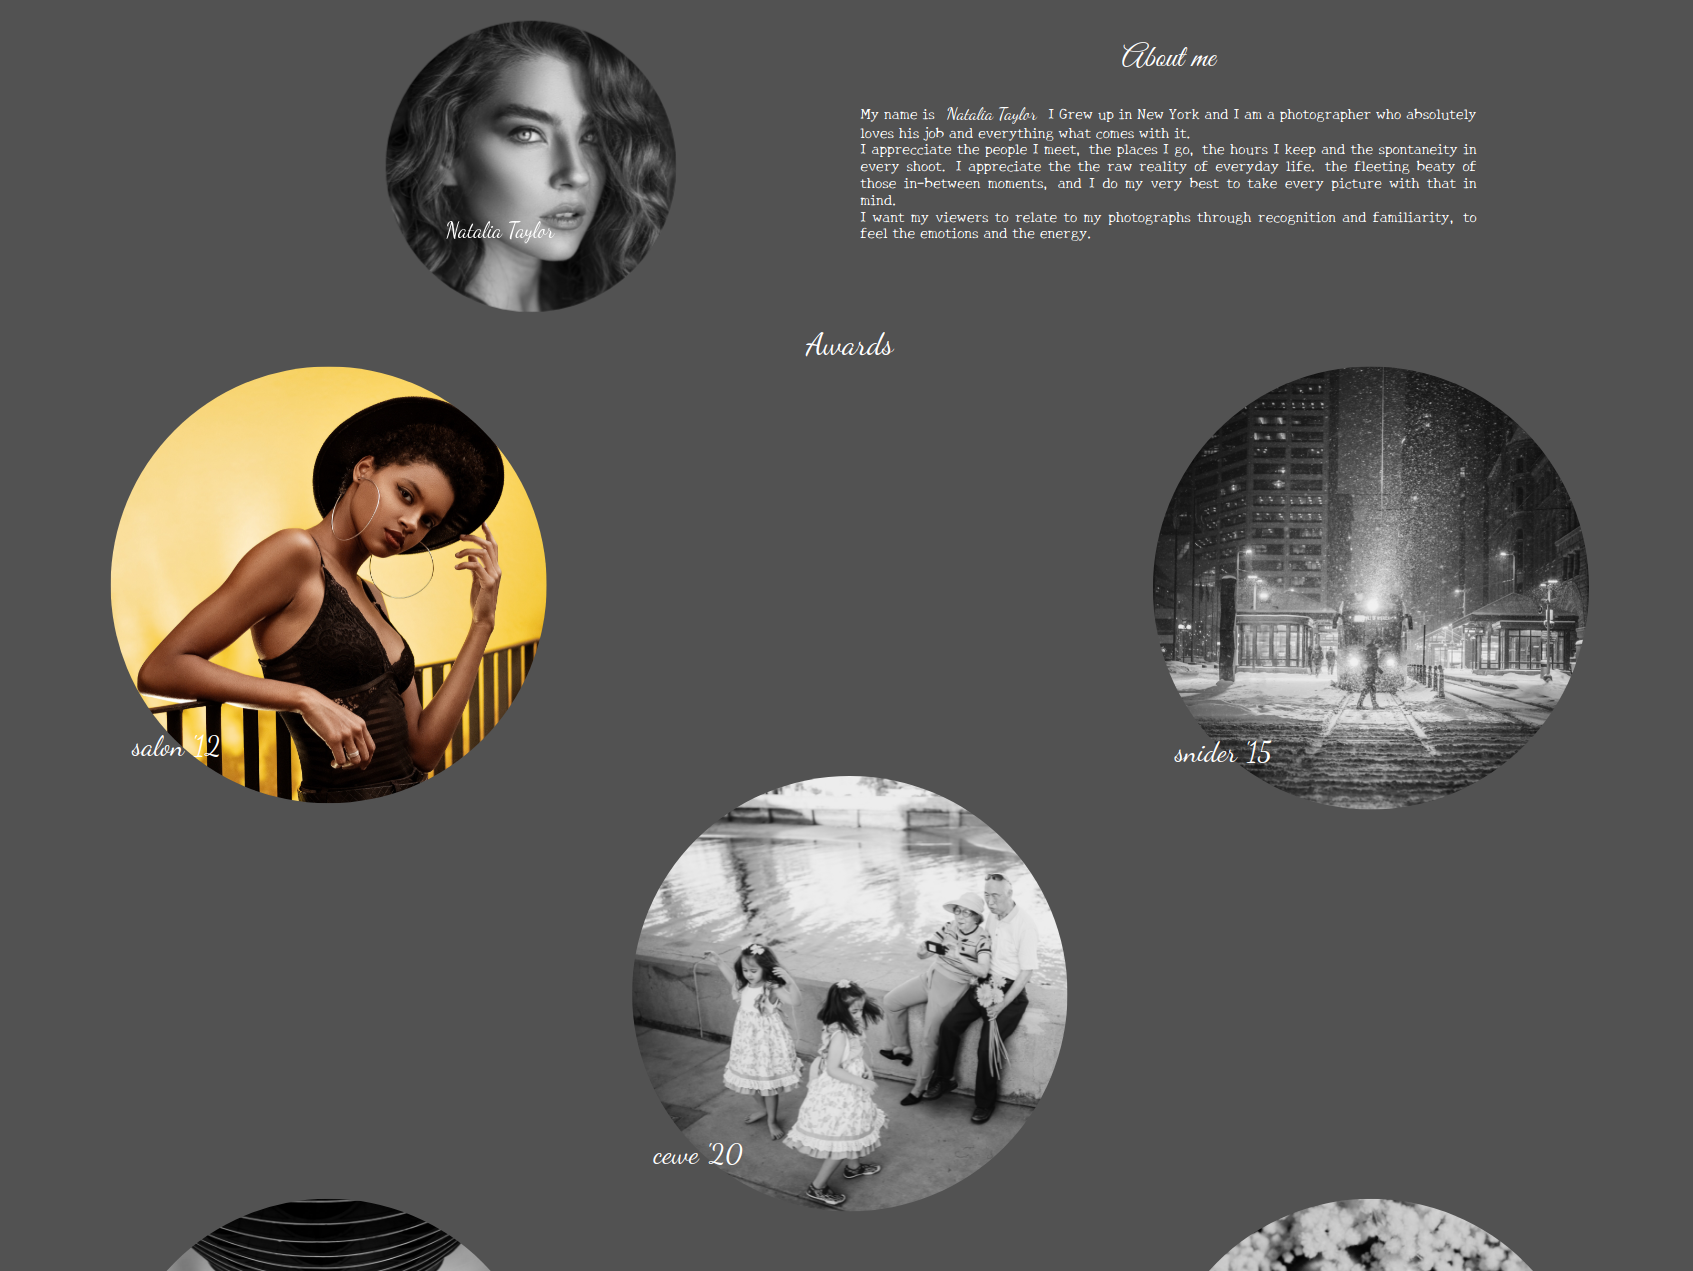 Natalia Taylor
About me
My name is Natalia Taylor I Grew up in New York and I am a photographer who absolutely
loves his job and everything what comes with it.
I appreciate the people I meet, the places I go, the hours I keep and the spontaneity in
every shoot. I appreciate the the raw reality of everyday life. the fleeting beaty of
those in-between moments, and I do my very best to take every picture with that in
mind.
I want my viewers to relate to my photographs through recognition and familiarity, to
feel the emotions and the energy.
Awards
salon '12
snider '15
cewe '20